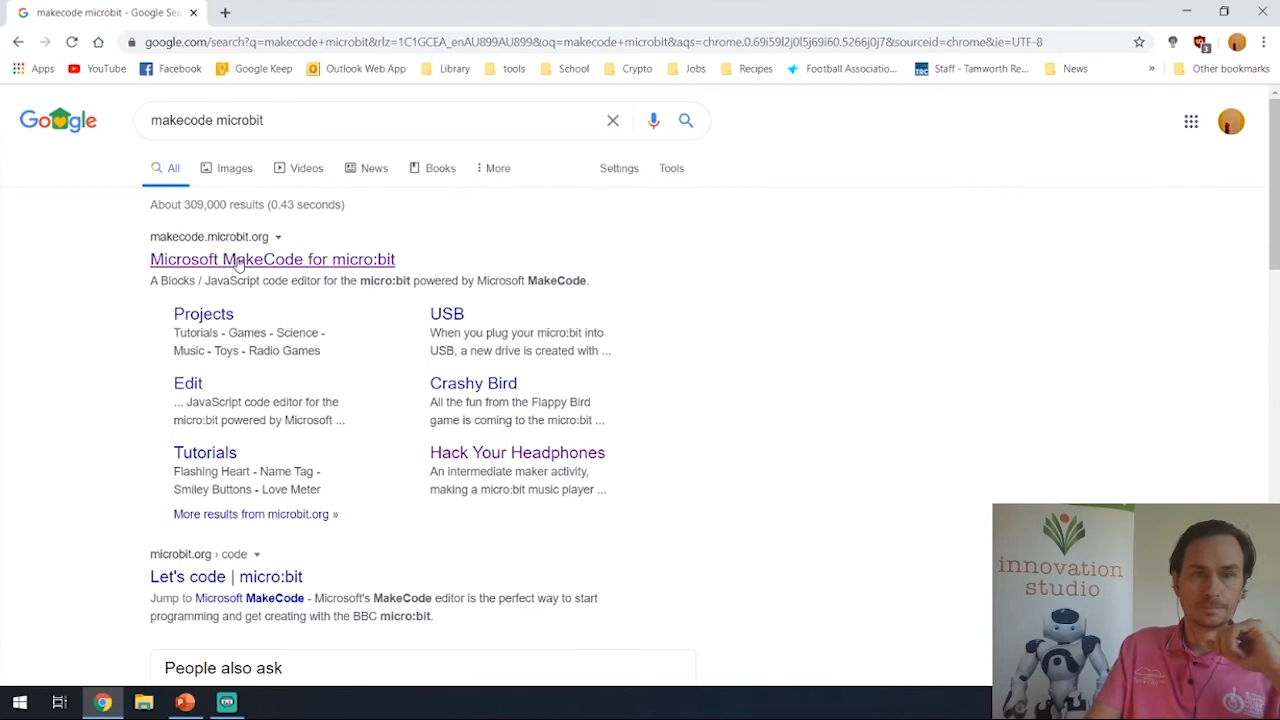 makecode microbit - Google Sea
google.com/search?q=makecode+microbit&rlz=1C1GCEA_enAU899AU899&oq=makecode+microbit&aqs=chrome.0.69i59l2j0l5j69i60.5266j0j7&sourceid=chrome&ie=UTF-8
Apps YouTube Facebook Google Keep Outlook Web App Library tools School Crypto Jobs Recipes Football Associatio... Staff - Tamworth Re... News » Other bookmarks
Google
makecode microbit
All Images Videos News Books More Settings Tools
About 309,000 results (0.43 seconds)
makecode.microbit.org
Microsoft MakeCode for micro:bit
A Blocks / JavaScript code editor for the micro:bit powered by Microsoft MakeCode.
Projects
Tutorials - Games - Science -
Music - Toys - Radio Games
USB
When you plug your micro:bit into
USB, a new drive is created with ...
Edit
... JavaScript code editor for the
micro:bit powered by Microsoft ...
Crashy Bird
All the fun from the Flappy Bird
game is coming to the micro:bit ...
Tutorials
Flashing Heart - Name Tag -
Smiley Buttons - Love Meter
Hack Your Headphones
An intermediate maker activity,
making a micro:bit music player ...
More results from microbit.org »
microbit.org › code
Let's code | micro:bit
Jump to Microsoft MakeCode - Microsoft's MakeCode editor is the perfect way to start
programming and get creating with the BBC micro:bit.
People also ask
innovation
studio